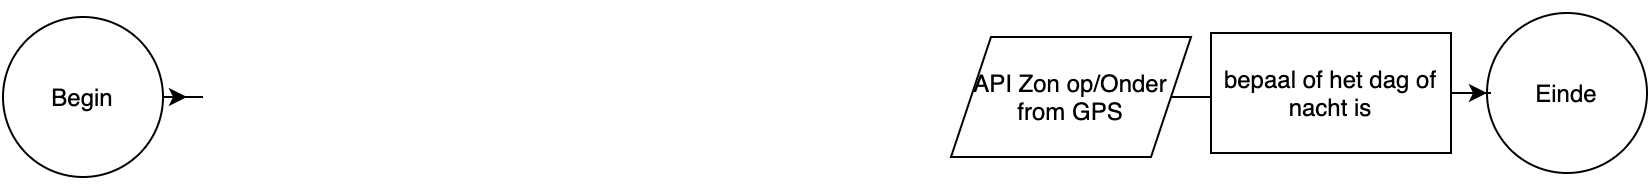 Begin
API Zon op/Onder
from GPS
bepaal of het dag of
nacht is
Einde